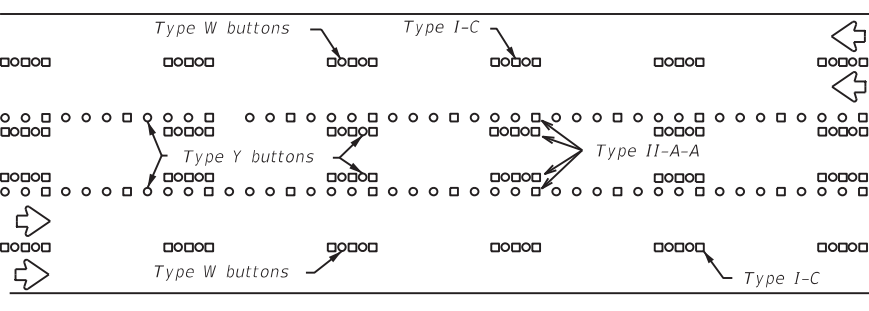 Type W buttons
Type I-C
Type Y buttons
Type II-A-A
Type W buttons
Type I-C